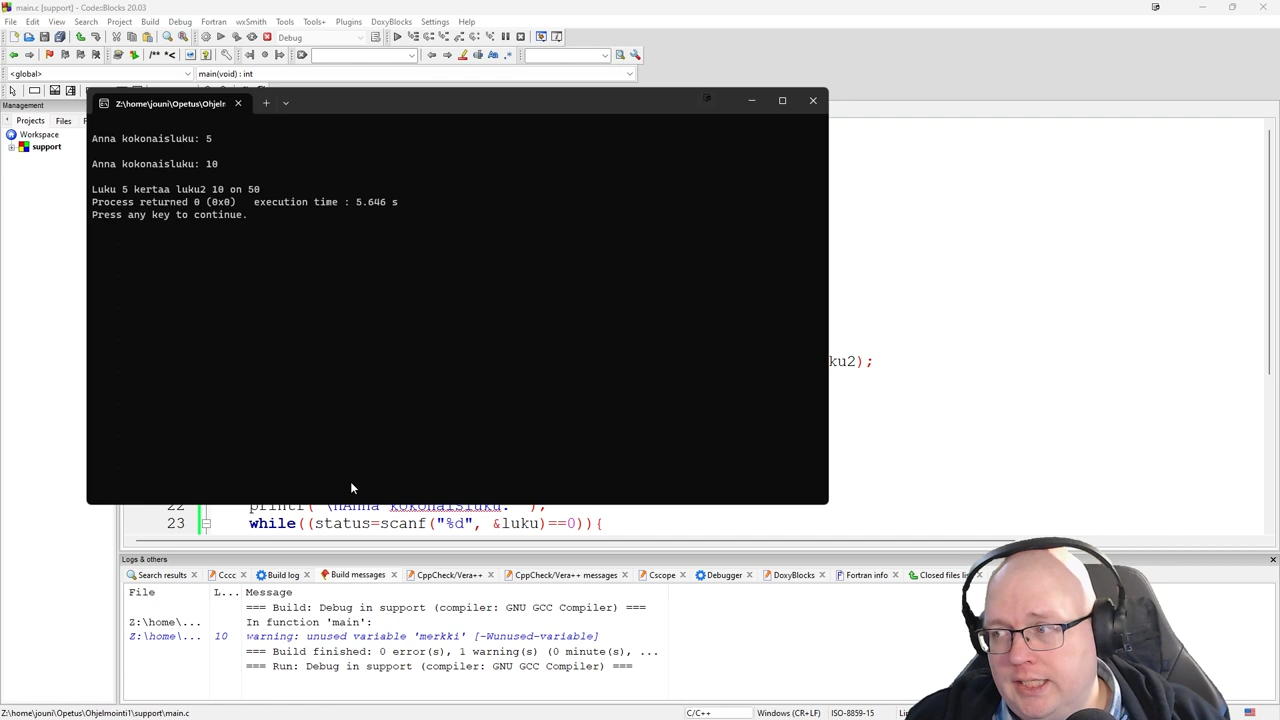 main.c [support] - Code::Blocks 20.03
File Edit View Search Project Build Debug Fortran wxSmith Tools Tools+ Plugins DoxyBlocks Settings Help
Debug
/** *<
<global> main(void) : int
Management
Projects Files
Workspace
support
Z:\home\jouni\Opetus\Ohjelm
Anna kokonaisluku: 5
Anna kokonaisluku: 10
Luku 5 kertaa luku2 10 on 50
Process returned 0 (0x0)   execution time : 5.646 s
Press any key to continue.
ku2);
22 printf("\nAnna kokonaisluku: ");
23 while((status=scanf("%d", &luku)==0)){
Logs & others
Search results Cccc Build log Build messages CppCheck/Vera++ CppCheck/Vera++ messages Cscope Debugger DoxyBlocks Fortran info Closed files
File L... Message
=== Build: Debug in support (compiler: GNU GCC Compiler) ===
Z:\home\... In function 'main':
Z:\home\... 10 warning: unused variable 'merkki' [-Wunused-variable]
=== Build finished: 0 error(s), 1 warning(s) (0 minute(s), ...
=== Run: Debug in support (compiler: GNU GCC Compiler) ===
Z:\home\jouni\Opetus\Ohjelmointi1\support\main.c C/C++ Windows (CR+LF) ISO-8859-15 Lin